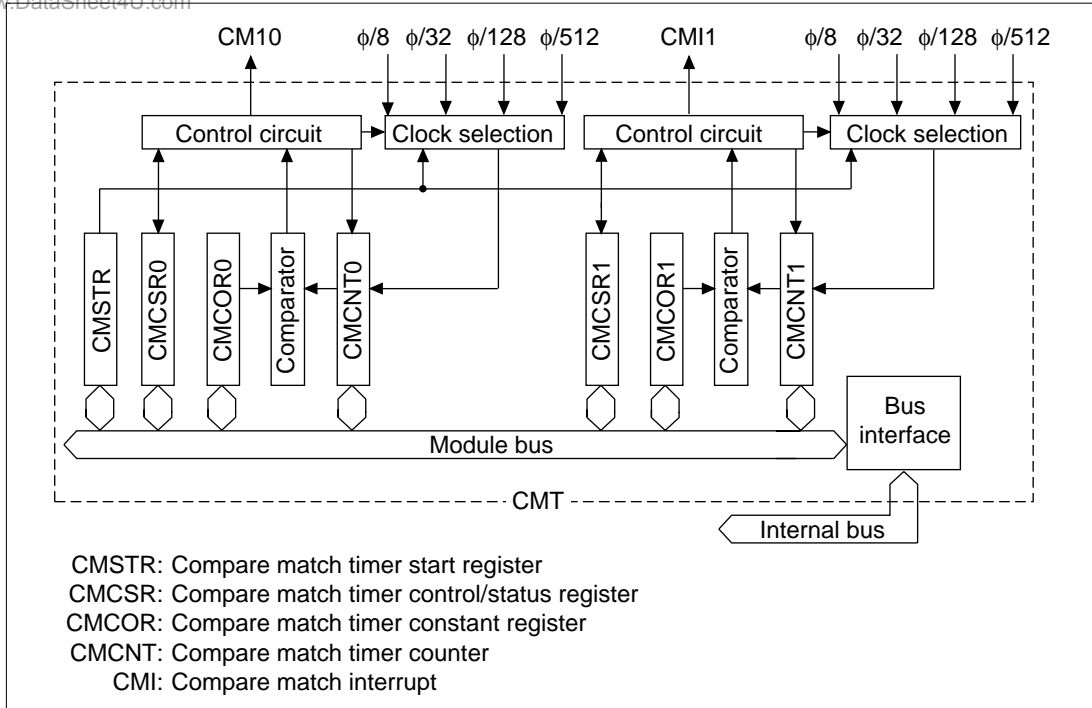 w.DataSheet4U.com
CM10 ϕ/8 ϕ/32 ϕ/128 ϕ/512 CMI1 ϕ/8 ϕ/32 ϕ/128 ϕ/512
Control circuit Clock selection Control circuit Clock selection
CMSTR CMCSR0 CMCOR0 Comparator CMCNT0 CMCSR1 CMCOR1 Comparator CMCNT1
Bus
interface
Module bus
CMT
Internal bus
CMSTR: Compare match timer start register
CMCSR: Compare match timer control/status register
CMCOR: Compare match timer constant register
CMCNT: Compare match timer counter
CMI: Compare match interrupt